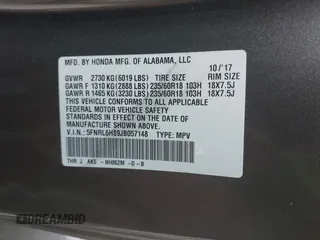 MFD. BY HONDA MFG. OF ALABAMA, LLC 10/'17
GVWR 2730 KG(6019 LBS) TIRE SIZE RIM SIZE
GAWR F 1310 KG(2888 LBS) 235/60R18 103H 18X7.5J
GAWR R 1465 KG(3230 LBS) 235/60R18 103H 18X7.5J
THIS VEHICLE CONFORMS TO ALL APPLICABLE
FEDERAL MOTOR VEHICLE SAFETY STANDARDS
IN EFFECT ON THE DATE OF
MANUFACTURE SHOWN ABOVE.
V.I.N.: 5FNRL6H89JB057148 TYPE: MPV
THR J AK5 -NH862M -D-B
DREAMBID